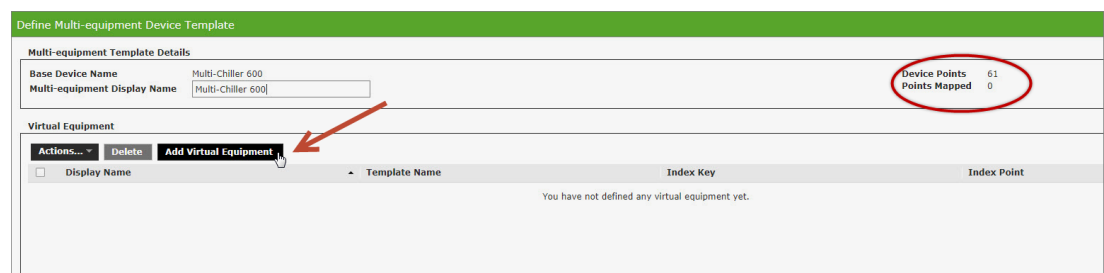 Define Multi-equipment Device Template
Multi-equipment Template Details
Base Device Name Multi-Chiller 600 Device Points 61
Multi-equipment Display Name Multi-Chiller 600 Points Mapped 0
Virtual Equipment
Actions... Delete Add Virtual Equipment
Display Name Template Name Index Key Index Point
You have not defined any virtual equipment yet.